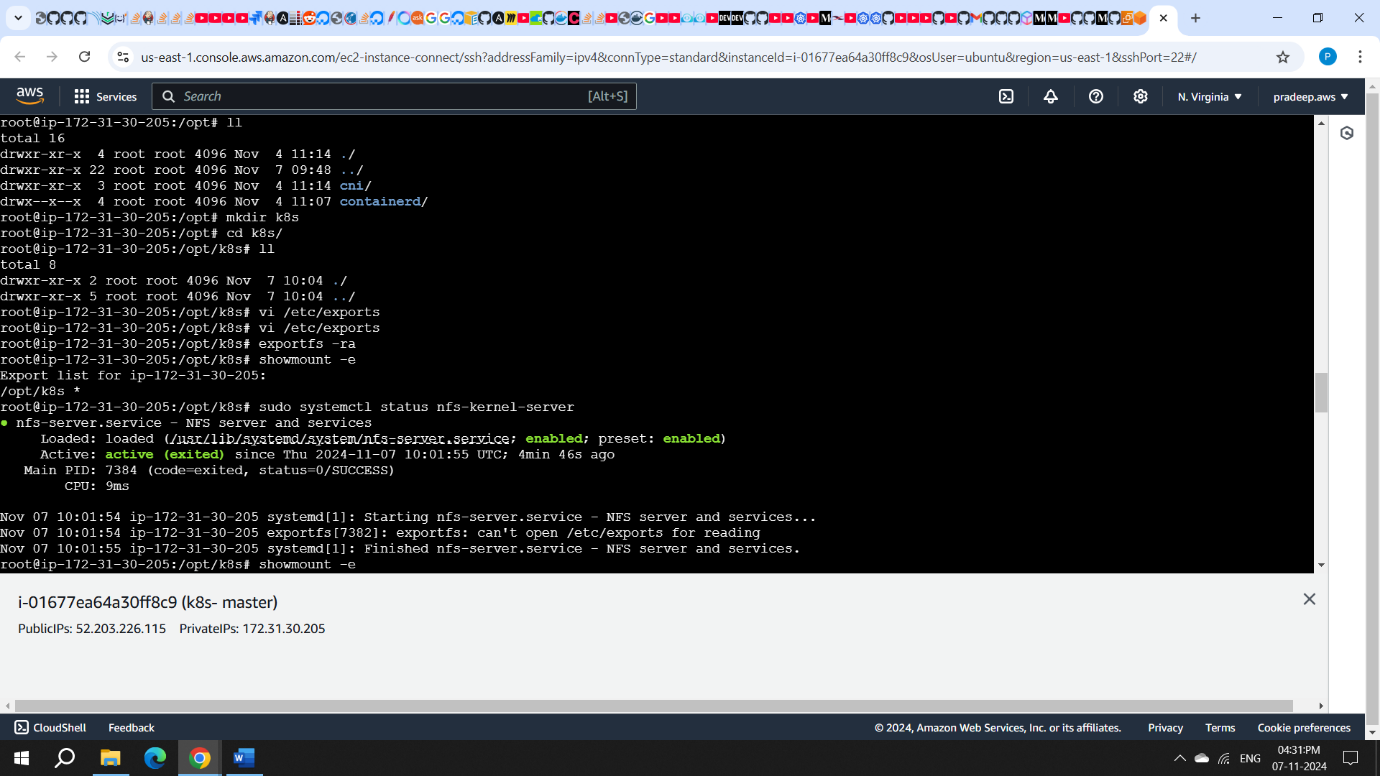 us-east-1.console.aws.amazon.com/ec2-instance-connect/ssh?addressFamily=ipv4&connType=standard&instanceId=i-01677ea64a30ff8c9&osUser=ubuntu&region=us-east-1&sshPort=22#/
P
aws
Services
Search
[Alt+S]
N. Virginia
pradeep.aws
root@ip-172-31-30-205:/opt# ll
total 16
drwxr-xr-x  4 root root 4096 Nov  4 11:14 ./
drwxr-xr-x 22 root root 4096 Nov  7 09:48 ../
drwxr-xr-x  3 root root 4096 Nov  4 11:14 cni/
drwx--x--x  4 root root 4096 Nov  4 11:07 containerd/
root@ip-172-31-30-205:/opt# mkdir k8s
root@ip-172-31-30-205:/opt# cd k8s/
root@ip-172-31-30-205:/opt/k8s# ll
total 8
drwxr-xr-x 2 root root 4096 Nov  7 10:04 ./
drwxr-xr-x 5 root root 4096 Nov  7 10:04 ../
root@ip-172-31-30-205:/opt/k8s# vi /etc/exports
root@ip-172-31-30-205:/opt/k8s# vi /etc/exports
root@ip-172-31-30-205:/opt/k8s# exportfs -ra
root@ip-172-31-30-205:/opt/k8s# showmount -e
Export list for ip-172-31-30-205:
/opt/k8s *
root@ip-172-31-30-205:/opt/k8s# sudo systemctl status nfs-kernel-server
● nfs-server.service - NFS server and services
     Loaded: loaded (/usr/lib/systemd/system/nfs-server.service; enabled; preset: enabled)
     Active: active (exited) since Thu 2024-11-07 10:01:55 UTC; 4min 46s ago
   Main PID: 7384 (code=exited, status=0/SUCCESS)
        CPU: 9ms
Nov 07 10:01:54 ip-172-31-30-205 systemd[1]: Starting nfs-server.service - NFS server and services...
Nov 07 10:01:54 ip-172-31-30-205 exportfs[7382]: exportfs: can't open /etc/exports for reading
Nov 07 10:01:55 ip-172-31-30-205 systemd[1]: Finished nfs-server.service - NFS server and services.
root@ip-172-31-30-205:/opt/k8s# showmount -e
i-01677ea64a30ff8c9 (k8s- master)
PublicIPs: 52.203.226.115 PrivateIPs: 172.31.30.205
CloudShell
Feedback
© 2024, Amazon Web Services, Inc. or its affiliates.
Privacy
Terms
Cookie preferences
ENG
04:31:PM
07-11-2024